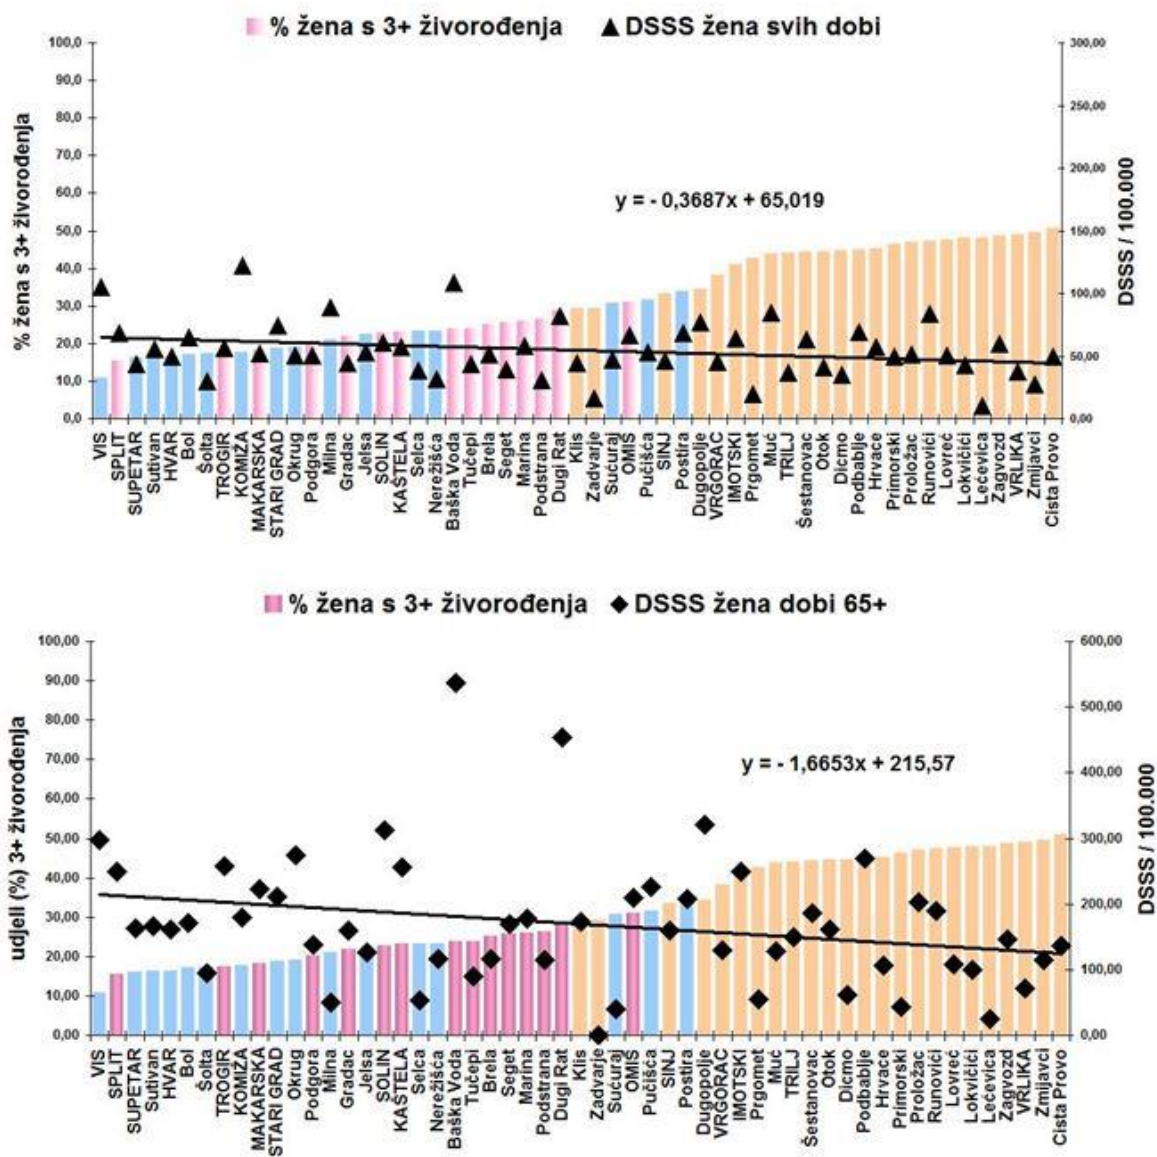 % žena s 3+ živorođenja ▲ DSSS žena svih dobi
100,0
90,0
80,0
70,0
60,0
50,0
40,0
30,0
20,0
10,0
0,0
% žena s 3+ živorođenja
300,00
250,00
200,00
150,00
100,00
50,00
0,00
DSSS / 100.000
y = - 0,3687x + 65,019
VIS
SPLIT
SUPETAR
Sutivan
HVAR
Bol
Šolta
TROGIR
KOMIŽA
MAKARSKA
STARI GRAD
Okrug
Podgora
Milna
Gradac
Jelsa
SOLIN
KAŠTELA
Selca
Nerežišća
Baška Voda
Tučepi
Brela
Seget
Marina
Podstrana
Dugi Rat
Klis
Zadvarje
Sućuraj
OMIŠ
Pučišća
SINJ
Postira
Dugopolje
VRGORAC
IMOTSKI
Prgomet
Muć
TRILJ
Šestanovac
Otok
Dicmo
Podbablje
Hrvace
Primorski
Proložac
Runovići
Lovreć
Lokvičići
Lećevica
Zagvozd
VRLIKA
Zmijavci
Cista Provo
% žena s 3+ živorođenja ◆ DSSS žena dobi 65+
100,00
90,00
80,00
70,00
60,00
50,00
40,00
30,00
20,00
10,00
0,00
udjeli (%) 3+ živorođenja
600,00
500,00
400,00
300,00
200,00
100,00
0,00
DSSS / 100.000
y = - 1,6653x + 215,57
VIS
SPLIT
SUPETAR
Sutivan
HVAR
Bol
Šolta
TROGIR
KOMIŽA
MAKARSKA
STARI GRAD
Okrug
Podgora
Milna
Gradac
Jelsa
SOLIN
KAŠTELA
Selca
Nerežišća
Baška Voda
Tučepi
Brela
Seget
Marina
Podstrana
Dugi Rat
Klis
Zadvarje
Sućuraj
OMIŠ
Pučišća
SINJ
Postira
Dugopolje
VRGORAC
IMOTSKI
Prgomet
Muć
TRILJ
Šestanovac
Otok
Dicmo
Podbablje
Hrvace
Primorski
Proložac
Runovići
Lovreć
Lokvičići
Lećevica
Zagvozd
VRLIKA
Zmijavci
Cista Provo